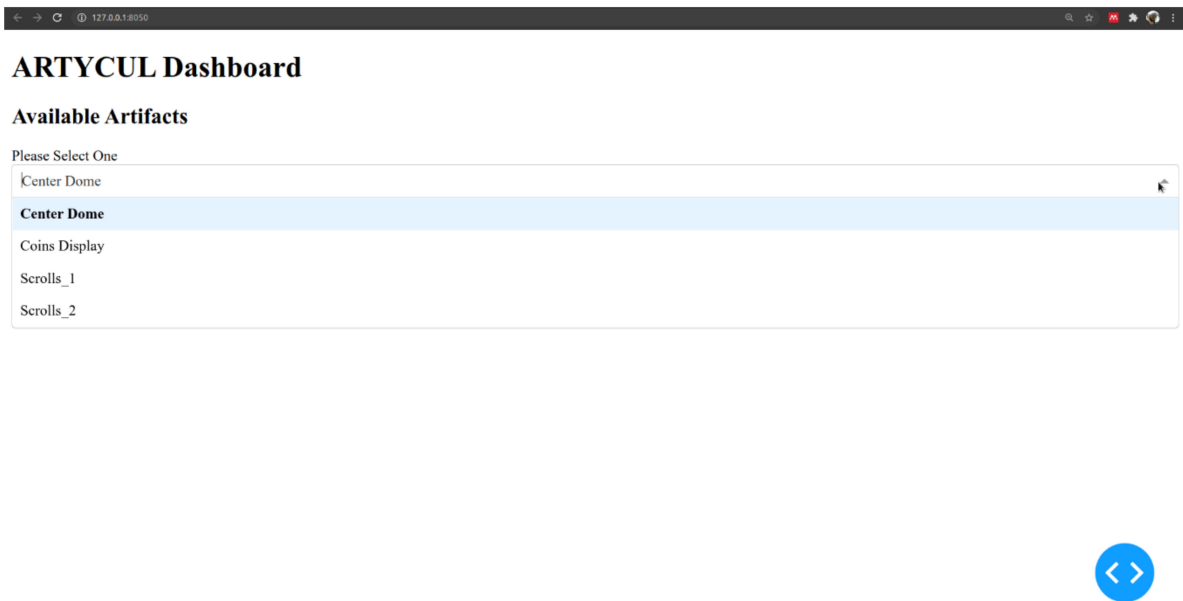 127.0.0.1:8050
ARTYCUL Dashboard
Available Artifacts
Please Select One
Center Dome
Center Dome
Coins Display
Scrolls_1
Scrolls_2